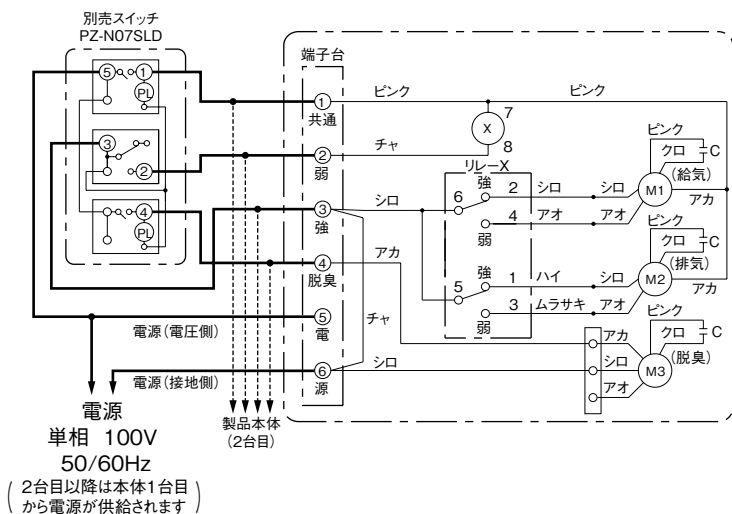 別売スイッチ
PZ-N07SLD
端子台
5 1
PL
3
2
4
PL
1
共通
2
弱
3
強
4
脱臭
5
電
6
源
ピンク ピンク
7
X
8
チャ
リレーX
シロ
6 強 2 シロ シロ
4 アオ アオ
弱
アカ
5 強 1 ハイ シロ
3 ムラサキ アオ
弱
チャ
シロ
ピンク
クロ C
M1 (給気)
アカ
ピンク
クロ C
M2 (排気)
アカ
ピンク
アカ クロ C
シロ M3 (脱臭)
アオ
電源(電圧側)
電源(接地側)
電源
単相 100V
50/60Hz
(2台目以降は本体1台目
から電源が供給されます)
製品本体
(2台目)